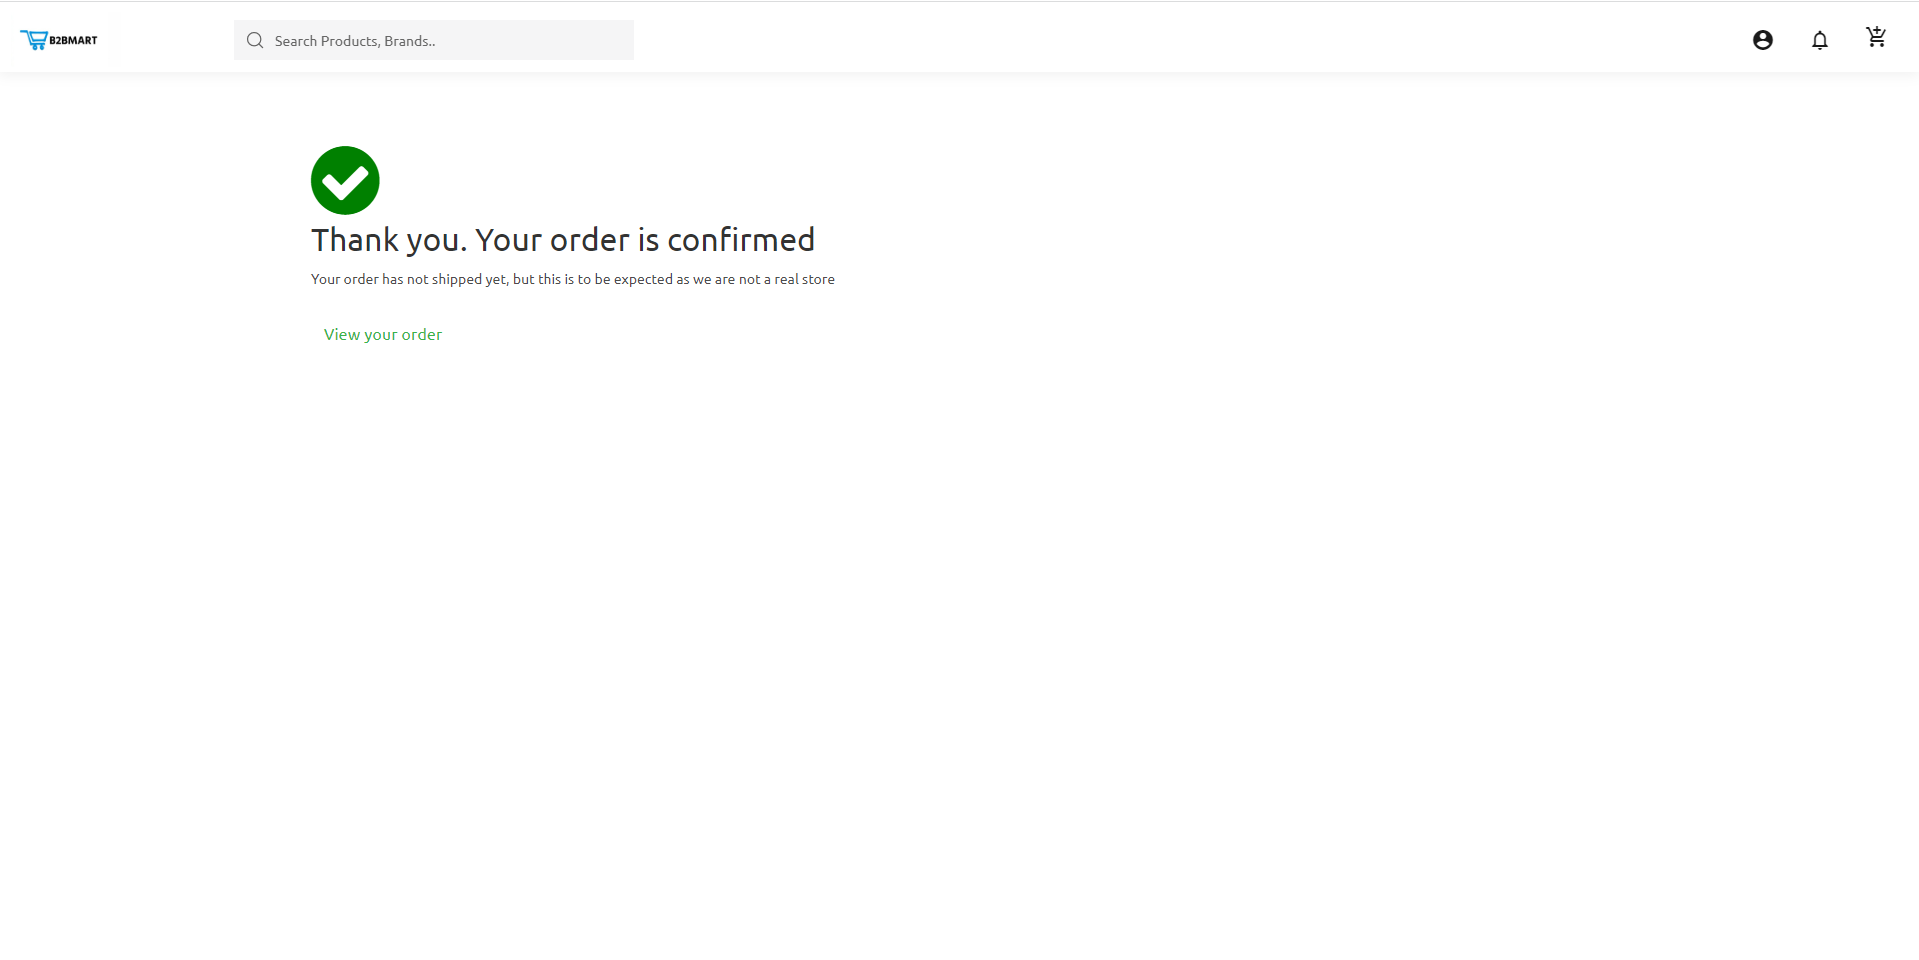 B2BMART
Search Products, Brands..
Thank you. Your order is confirmed
Your order has not shipped yet, but this is to be expected as we are not a real store
View your order